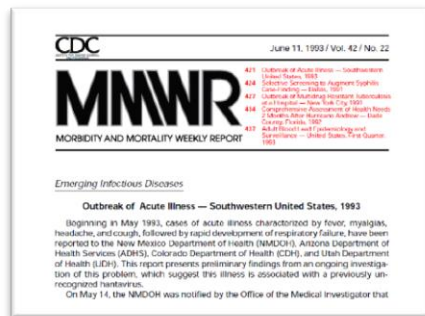 CDC
June 11, 1993 / Vol. 42 / No. 22
MMWR
MORBIDITY AND MORTALITY WEEKLY REPORT
421 Outbreak of Acute Illness — Southwestern
United States, 1993
424 Selective Screening to Augment Syphilis
Case-Finding — Dallas, 1991
427 Outbreak of Multidrug-Resistant Tuberculosis
at a Hospital — New York City, 1991
434 Comprehensive Assessment of Health Needs
2 Months After Hurricane Andrew — Dade
County, Florida, 1992
437 Adult Blood Lead Epidemiology and
Surveillance — United States, First Quarter
1993
Emerging Infectious Diseases
Outbreak of Acute Illness — Southwestern United States, 1993
Beginning in May 1993, cases of acute illness characterized by fever, myalgias,
headache, and cough, followed by rapid development of respiratory failure, have been
reported to the New Mexico Department of Health (NMDOH), Arizona Department of
Health Services (ADHS), Colorado Department of Health (CDH), and Utah Department
of Health (UDH). This report presents preliminary findings from an ongoing investiga-
tion of this problem, which suggest this illness is associated with a previously un-
recognized hantavirus.
On May 14, the NMDOH was notified by the Office of the Medical Investigator that